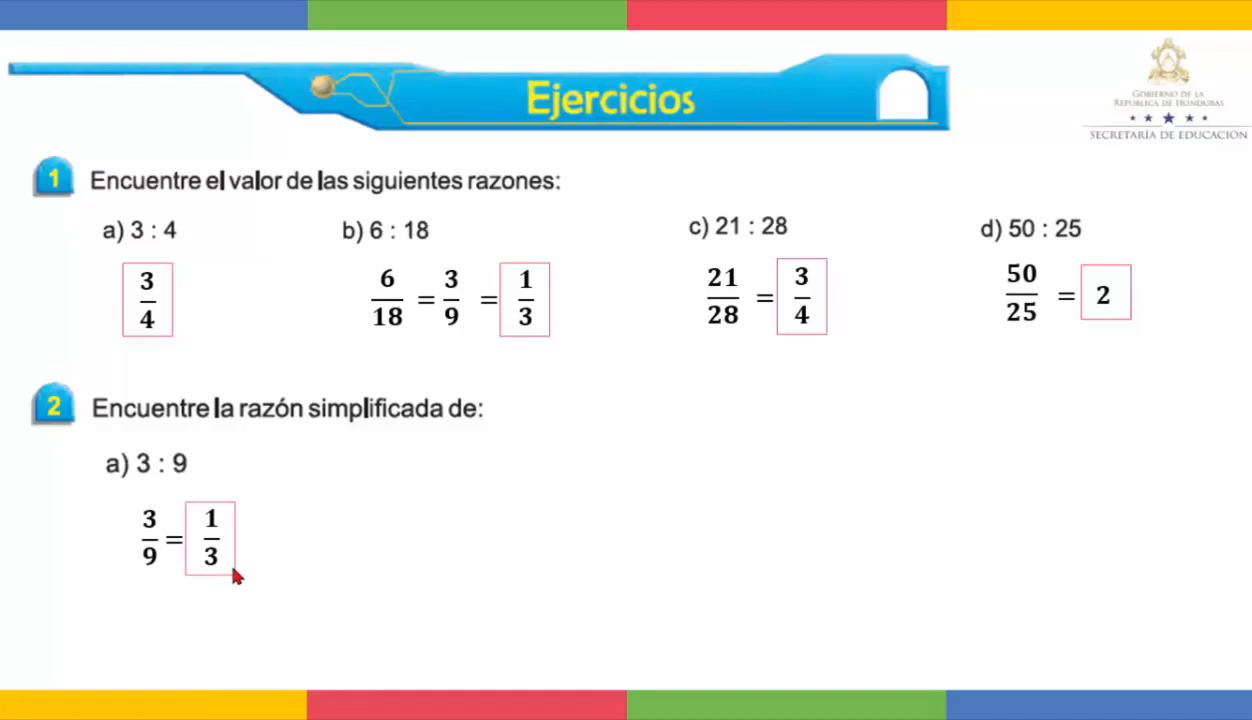 Ejercicios
GOBIERNO DE LA
REPÚBLICA DE HONDURAS
SECRETARÍA DE EDUCACIÓN
1 Encuentre el valor de las siguientes razones:
a) 3 : 4 b) 6 : 18 c) 21 : 28 d) 50 : 25
3/4 6/18 = 3/9 = 1/3 21/28 = 3/4 50/25 = 2
2 Encuentre la razón simplificada de:
a) 3 : 9
3/9 = 1/3